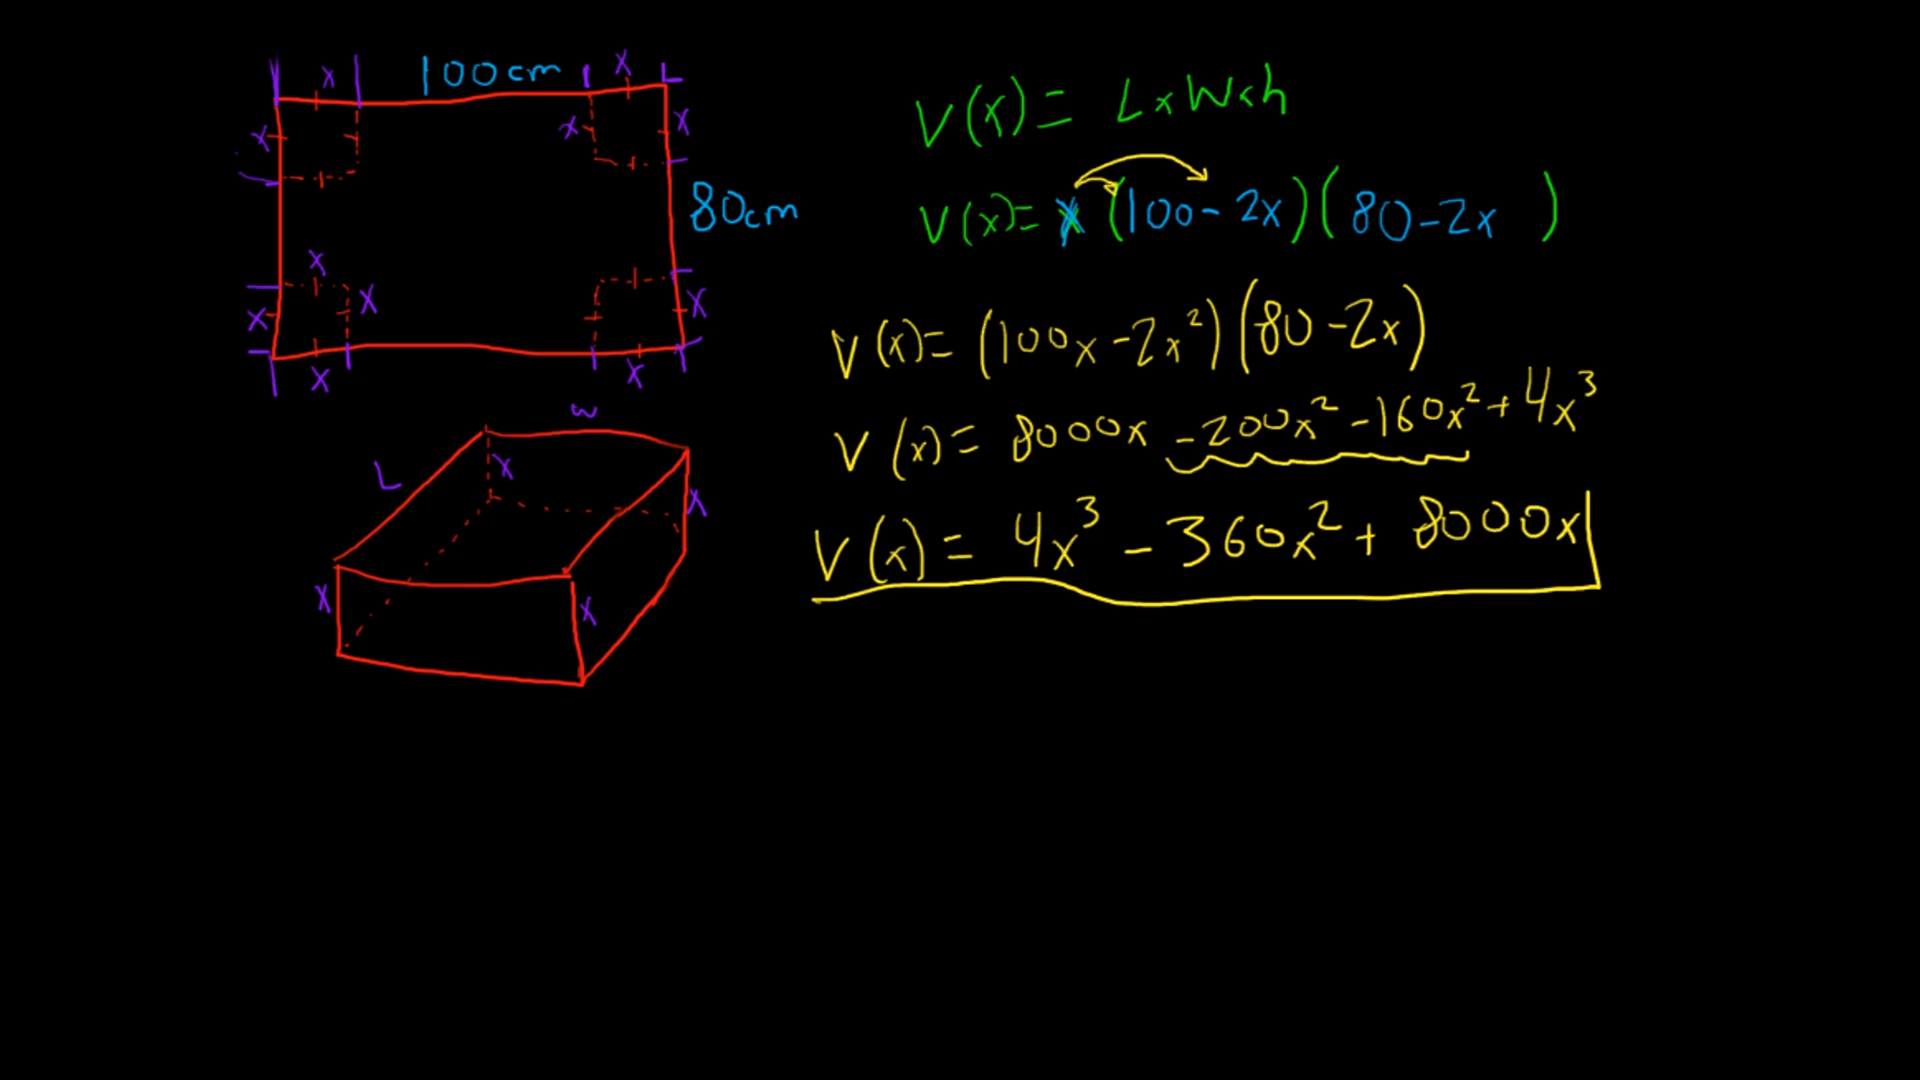 x 100cm x
x x x
80cm
x x x x
x x
w
L x x
x x
V(x) = L x W x h
V(x) = x (100 - 2x)(80 - 2x )
V(x) = (100x - 2x²)(80 - 2x)
V(x) = 8000x - 200x² - 160x² + 4x³
V(x) = 4x³ - 360x² + 8000x